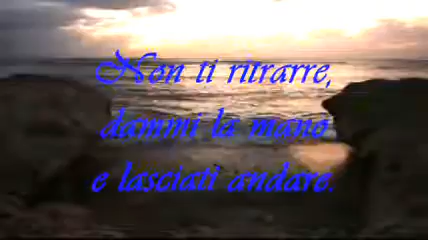 Non ti ritrarre,
dammi la mano
e lasciati andare.